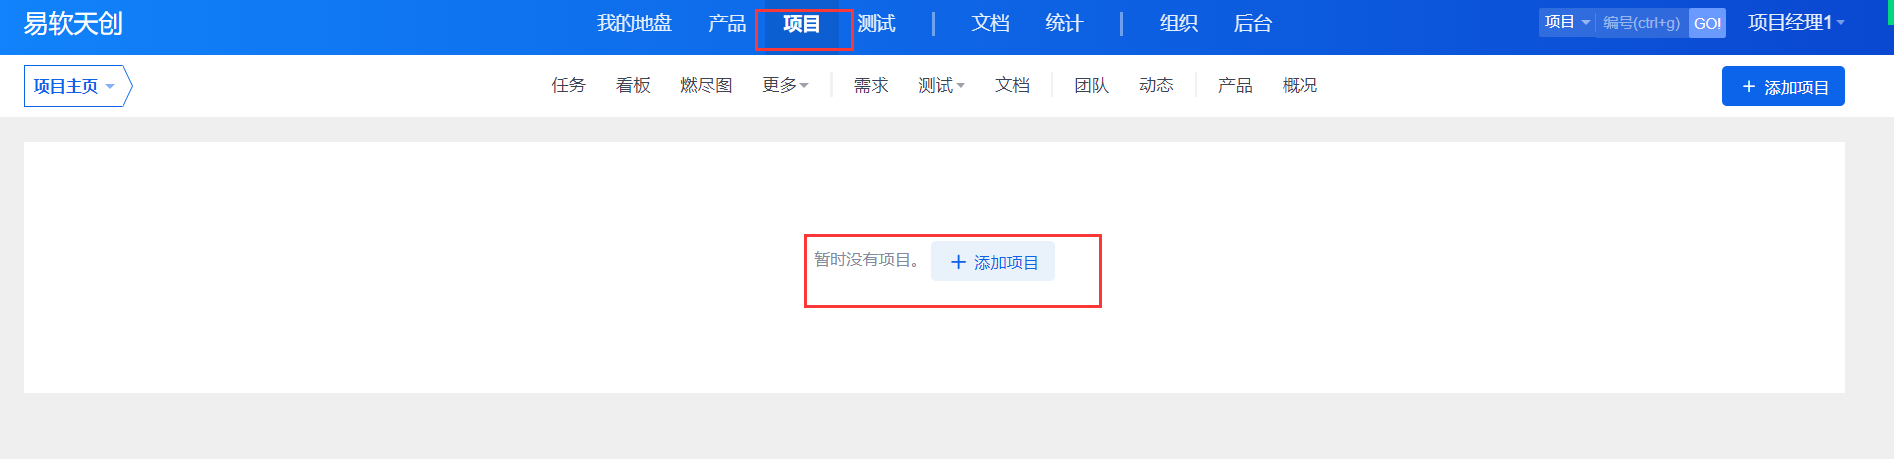 易软天创 我的地盘 产品 项目 测试 文档 统计 组织 后台 项目 编号(ctrl+g) GO! 项目经理1
项目主页 任务 看板 燃尽图 更多 需求 测试 文档 团队 动态 产品 概况 + 添加项目
暂时没有项目。 + 添加项目